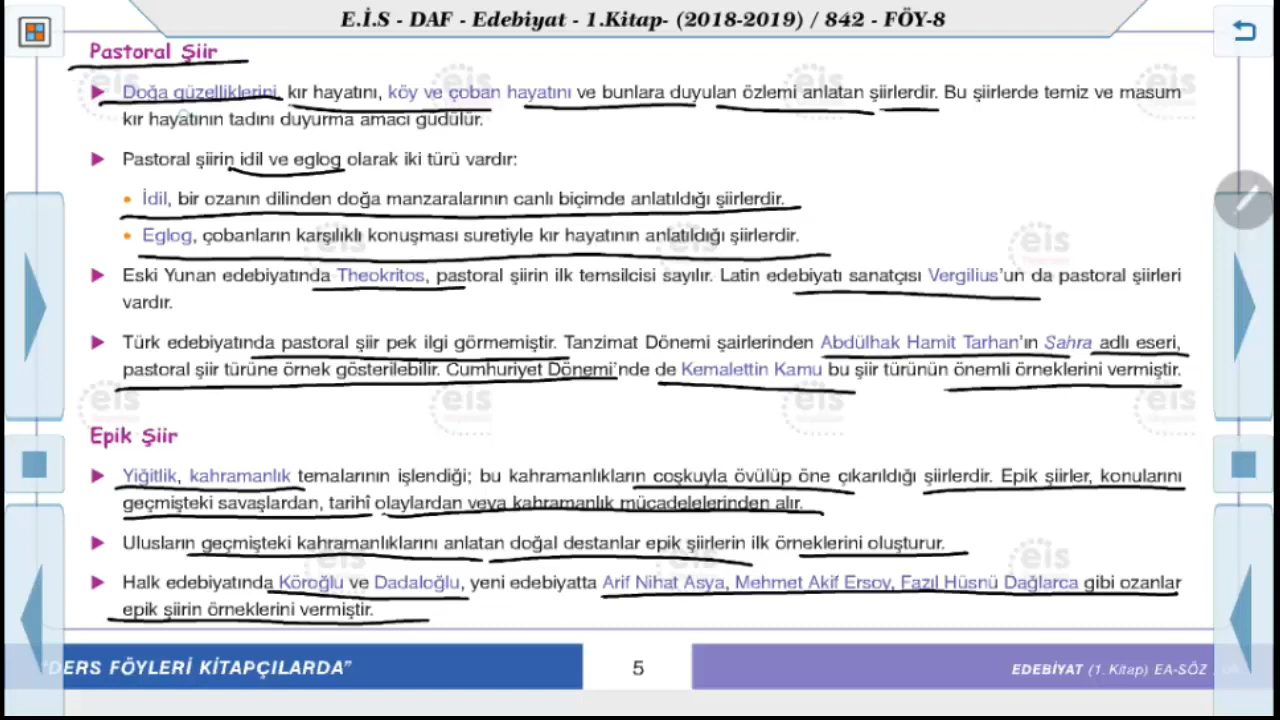 E.İ.S - DAF - Edebiyat - 1.Kitap- (2018-2019) / 842 - FÖY-8
Pastoral Şiir
Doğa güzelliklerini, kır hayatını, köy ve çoban hayatını ve bunlara duyulan özlemi anlatan şiirlerdir. Bu şiirlerde temiz ve masum
kır hayatının tadını duyurma amacı güdülür.
Pastoral şiirin idil ve eglog olarak iki türü vardır:
İdil, bir ozanın dilinden doğa manzaralarının canlı biçimde anlatıldığı şiirlerdir.
Eglog, çobanların karşılıklı konuşması suretiyle kır hayatının anlatıldığı şiirlerdir.
Eski Yunan edebiyatında Theokritos, pastoral şiirin ilk temsilcisi sayılır. Latin edebiyatı sanatçısı Vergilius'un da pastoral şiirleri
vardır.
Türk edebiyatında pastoral şiir pek ilgi görmemiştir. Tanzimat Dönemi şairlerinden Abdülhak Hamit Tarhan'ın Sahra adlı eseri,
pastoral şiir türüne örnek gösterilebilir. Cumhuriyet Dönemi'nde de Kemalettin Kamu bu şiir türünün önemli örneklerini vermiştir.
Epik Şiir
Yiğitlik, kahramanlık temalarının işlendiği; bu kahramanlıkların coşkuyla övülüp öne çıkarıldığı şiirlerdir. Epik şiirler, konularını
geçmişteki savaşlardan, tarihî olaylardan veya kahramanlık mücadelelerinden alır.
Ulusların geçmişteki kahramanlıklarını anlatan doğal destanlar epik şiirlerin ilk örneklerini oluşturur.
Halk edebiyatında Köroğlu ve Dadaloğlu, yeni edebiyatta Arif Nihat Asya, Mehmet Akif Ersoy, Fazıl Hüsnü Dağlarca gibi ozanlar
epik şiirin örneklerini vermiştir.
"DERS FÖYLERİ KİTAPÇILARDA"
5
EDEBİYAT (1. Kitap) EA-SÖZ